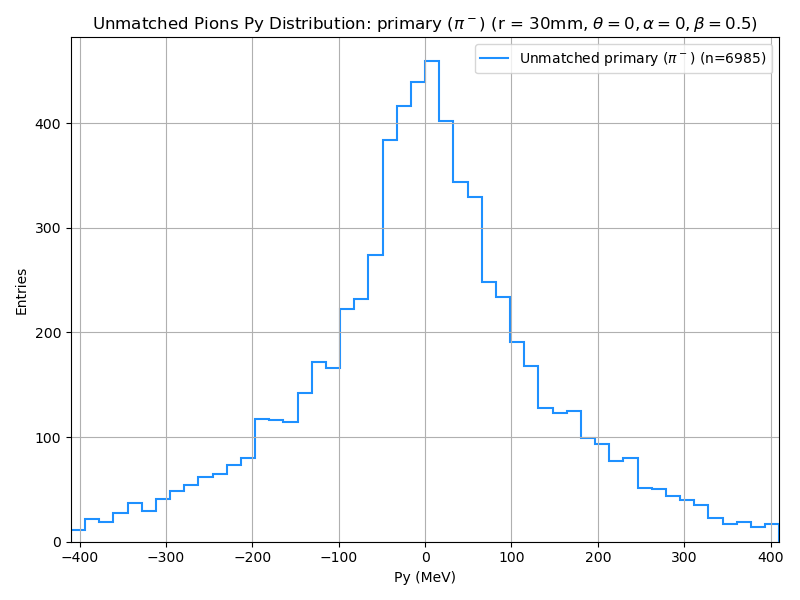 Unmatched Pions Py Distribution: primary (π⁻) (r = 30mm, θ = 0, α = 0, β = 0.5)
Unmatched primary (π⁻) (n=6985)
Entries
400
300
200
100
0
−400 −300 −200 −100 0 100 200 300 400
Py (MeV)